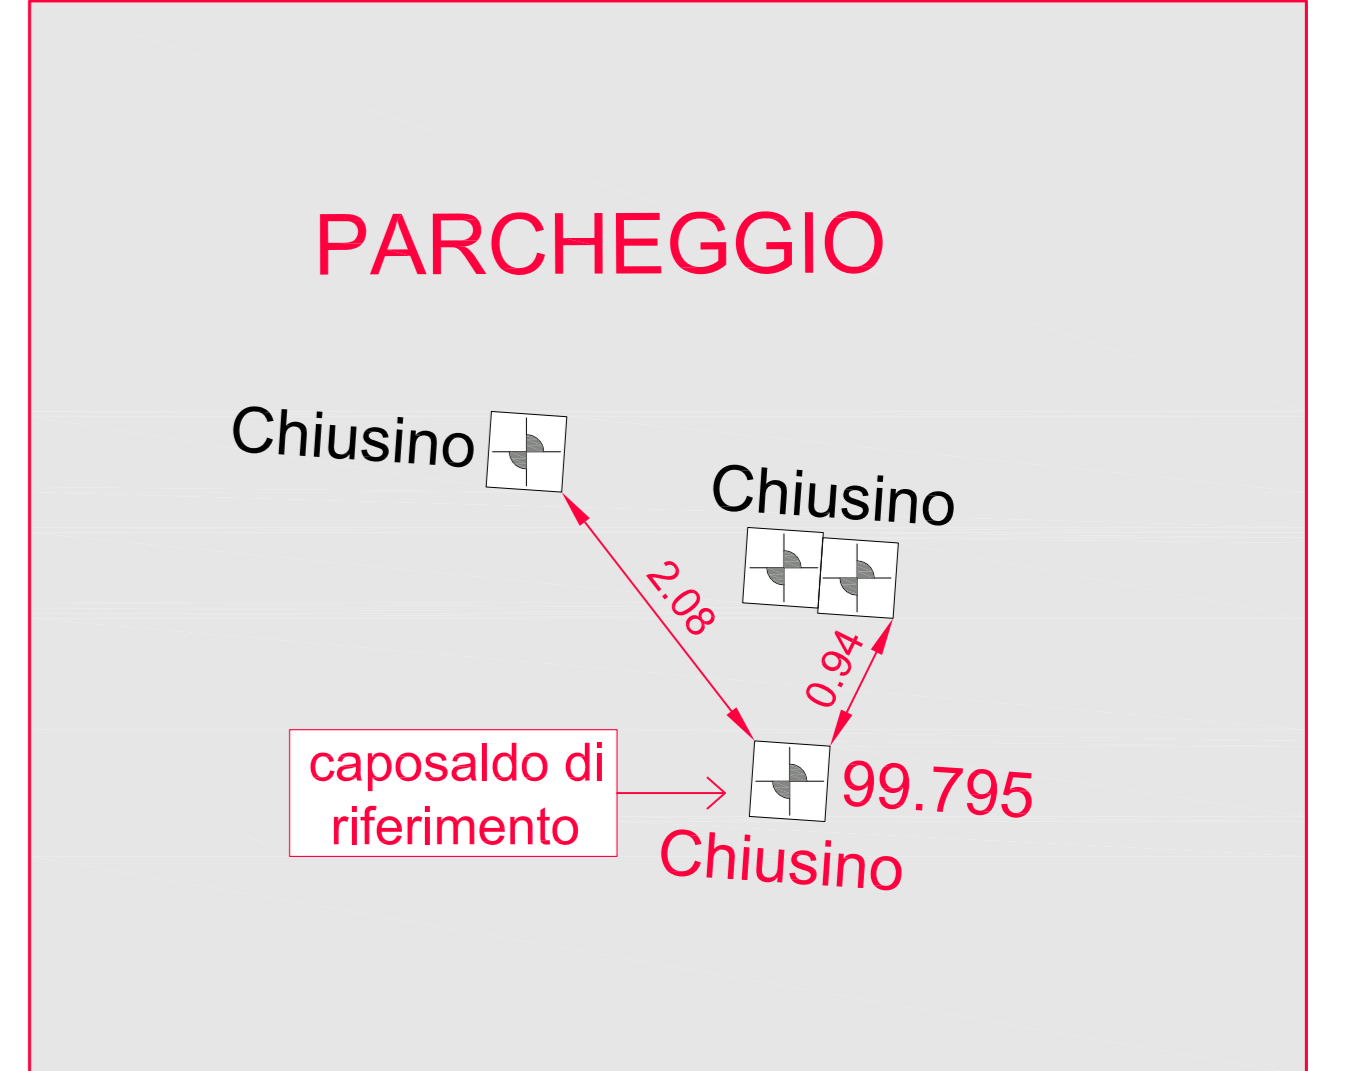 PARCHEGGIO
Chiusino
Chiusino
2.08
0.94
caposaldo di
riferimento
99.795
Chiusino